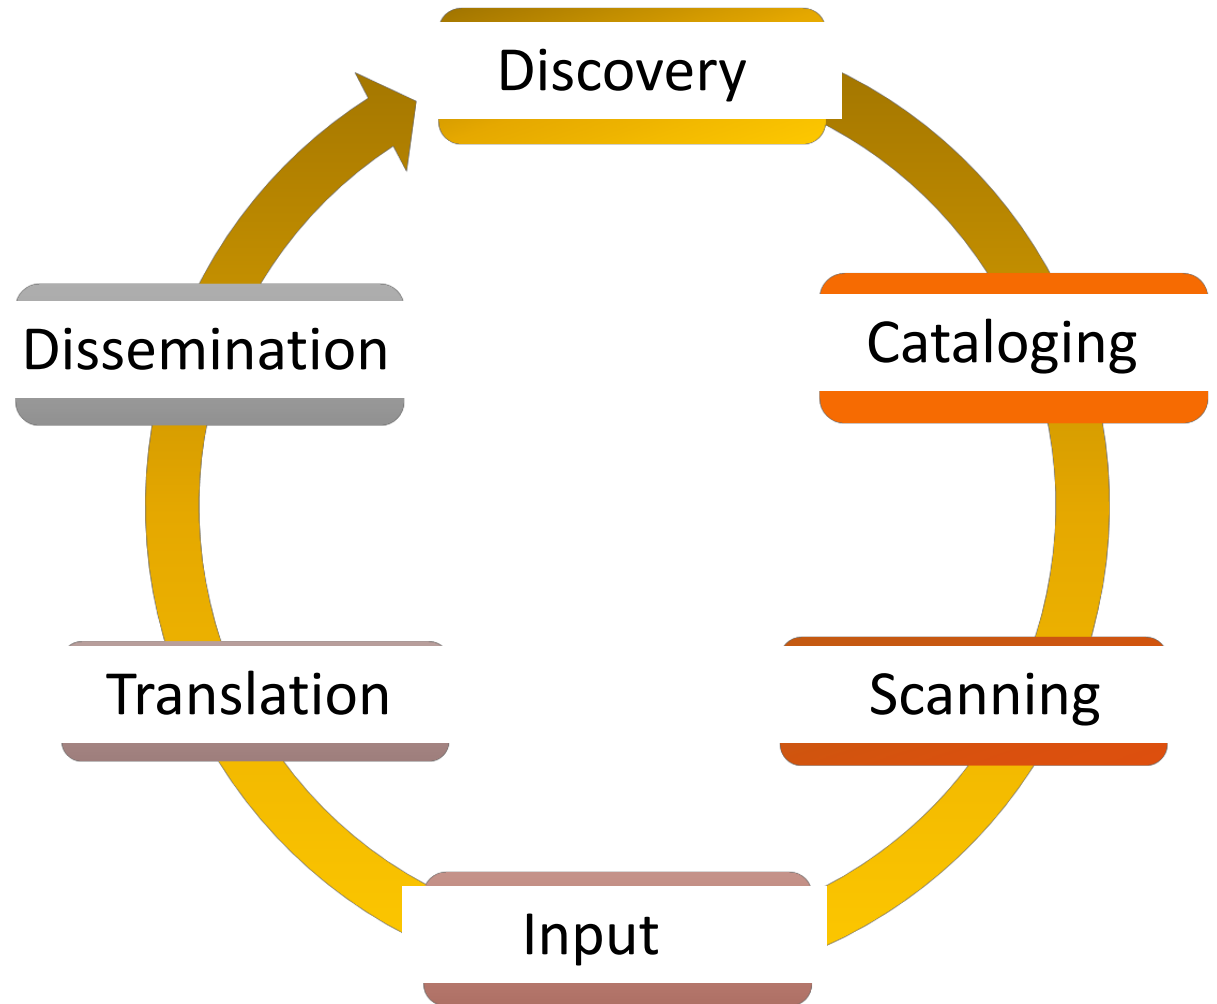 Discovery
Cataloging
Scanning
Input
Translation
Dissemination